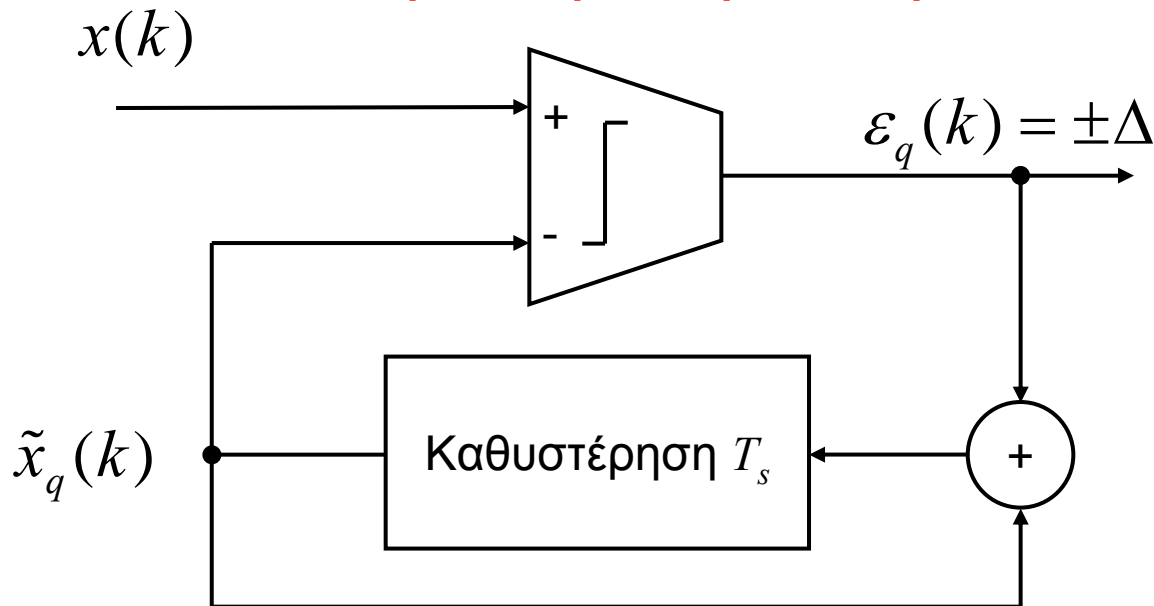 x(k)
+
ε_q(k) = ±Δ
-
x̃_q(k)
Καθυστέρηση T_s
+